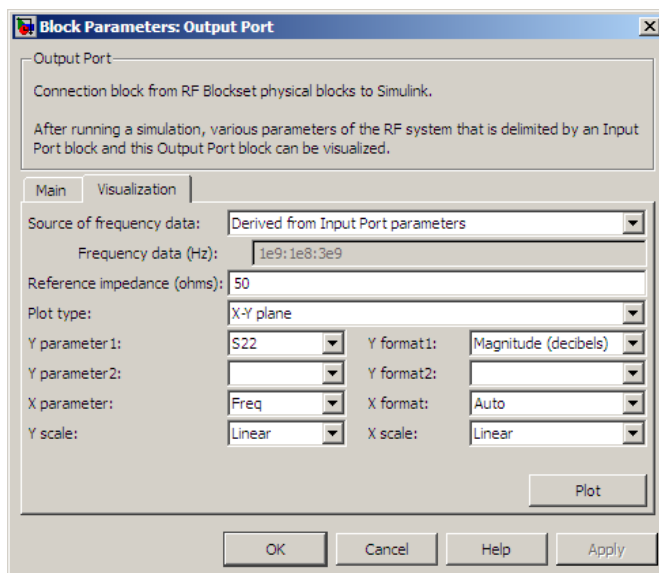 Block Parameters: Output Port
Output Port
Connection block from RF Blockset physical blocks to Simulink.
After running a simulation, various parameters of the RF system that is delimited by an Input
Port block and this Output Port block can be visualized.
Main Visualization
Source of frequency data: Derived from Input Port parameters
Frequency data (Hz): 1e9:1e8:3e9
Reference impedance (ohms): 50
Plot type: X-Y plane
Y parameter1: S22 Y format1: Magnitude (decibels)
Y parameter2: Y format2:
X parameter: Freq X format: Auto
Y scale: Linear X scale: Linear
Plot
OK Cancel Help Apply